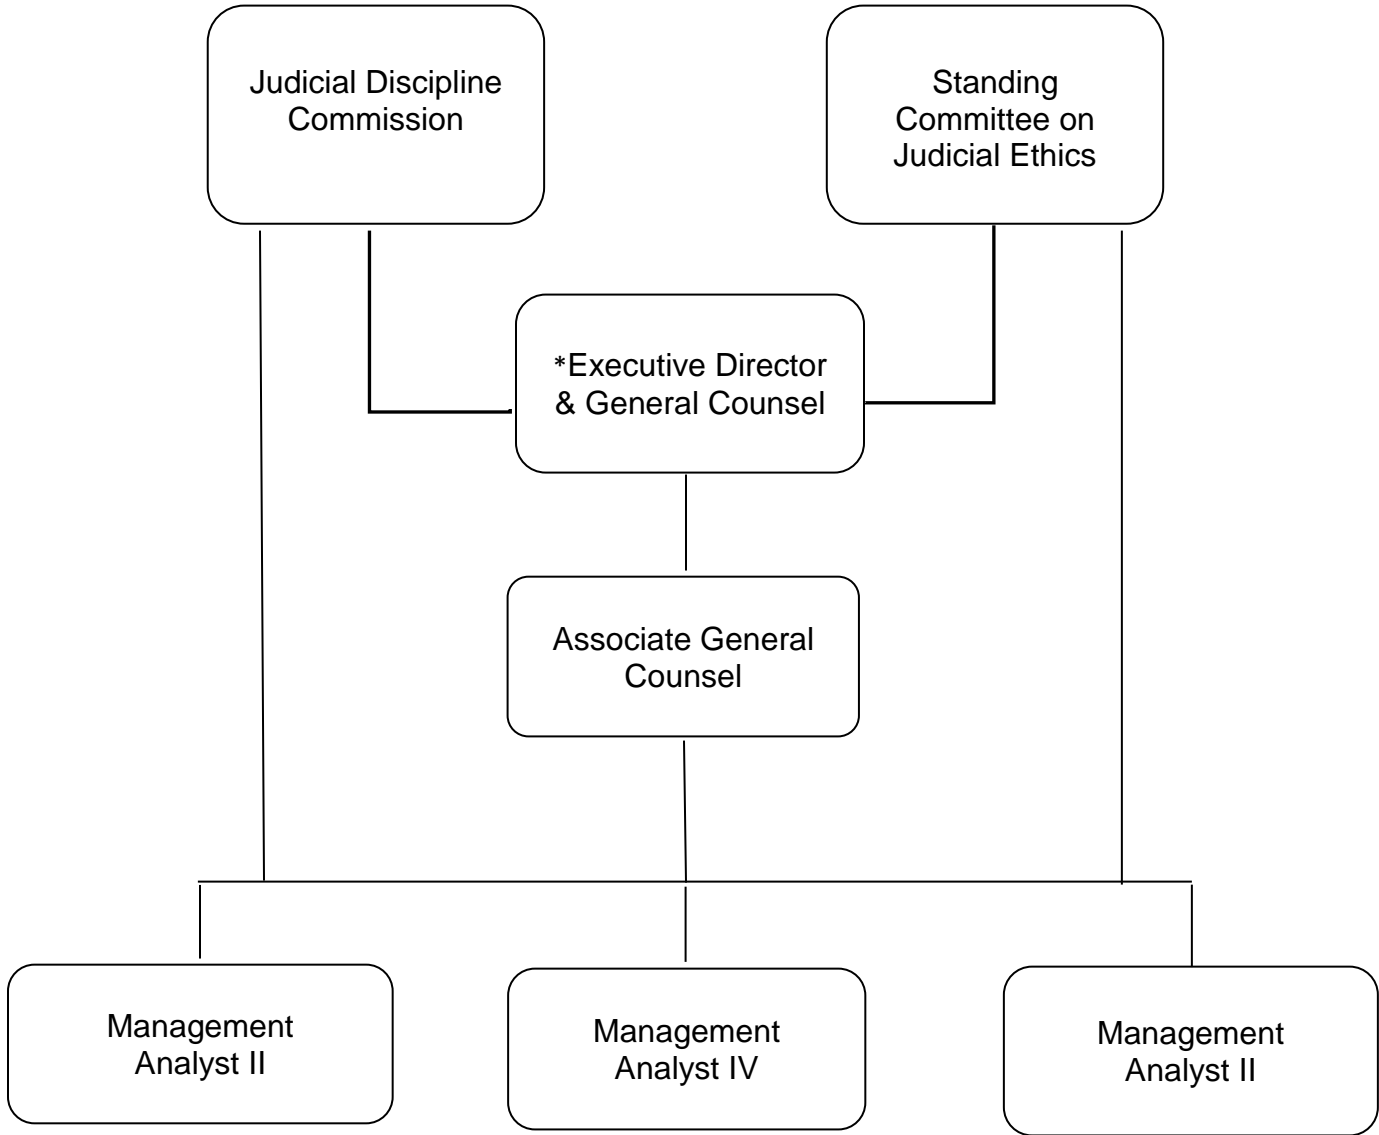 Judicial Discipline
Commission
Standing
Committee on
Judicial Ethics
*Executive Director
& General Counsel
Associate General
Counsel
Management
Analyst II
Management
Analyst IV
Management
Analyst II